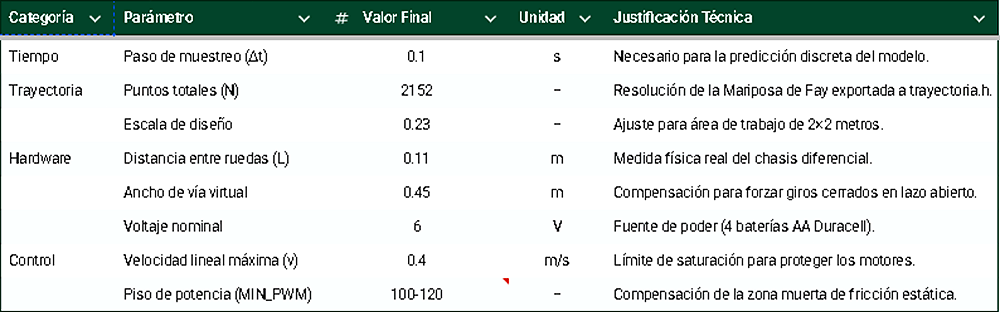 Categoría Parámetro # Valor Final Unidad Justificación Técnica
Tiempo Paso de muestreo (Δt) 0.1 s Necesario para la predicción discreta del modelo.
Trayectoria Puntos totales (N) 2152 – Resolución de la Mariposa de Fay exportada a trayectoria.h.
Escala de diseño 0.23 – Ajuste para área de trabajo de 2×2 metros.
Hardware Distancia entre ruedas (L) 0.11 m Medida física real del chasis diferencial.
Ancho de vía virtual 0.45 m Compensación para forzar giros cerrados en lazo abierto.
Voltaje nominal 6 V Fuente de poder (4 baterías AA Duracell).
Control Velocidad lineal máxima (v) 0.4 m/s Límite de saturación para proteger los motores.
Piso de potencia (MIN_PWM) 100-120 – Compensación de la zona muerta de fricción estática.